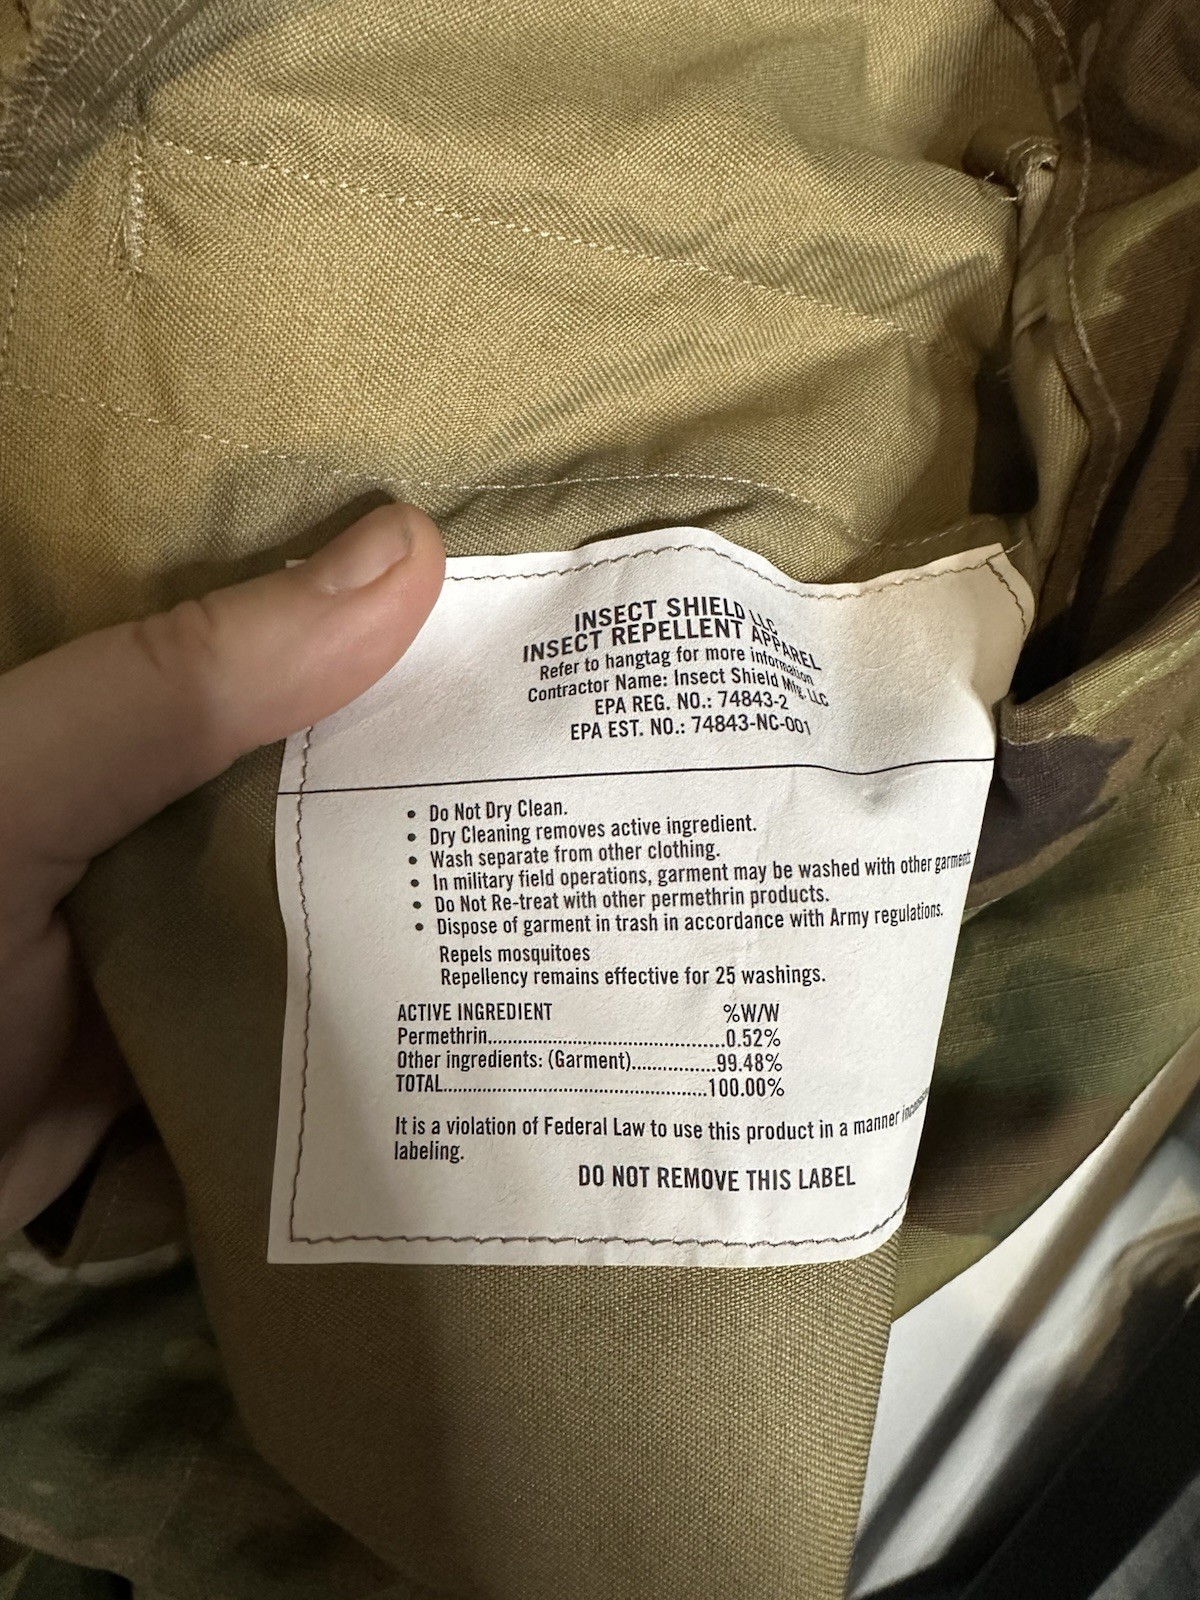 INSECT SHIELD LLC
INSECT REPELLENT APPAREL
Refer to hangtag for more information
Contractor Name: Insect Shield Mfg. LLC
EPA REG. NO.: 74843-2
EPA EST. NO.: 74843-NC-001
• Do Not Dry Clean.
• Dry Cleaning removes active ingredient.
• Wash separate from other clothing.
• In military field operations, garment may be washed with other garments
• Do Not Re-treat with other permethrin products.
• Dispose of garment in trash in accordance with Army regulations.
Repels mosquitoes
Repellency remains effective for 25 washings.
ACTIVE INGREDIENT %W/W
Permethrin..........................................0.52%
Other ingredients: (Garment)...............99.48%
TOTAL..............................................100.00%
It is a violation of Federal Law to use this product in a manner
labeling.
DO NOT REMOVE THIS LABEL